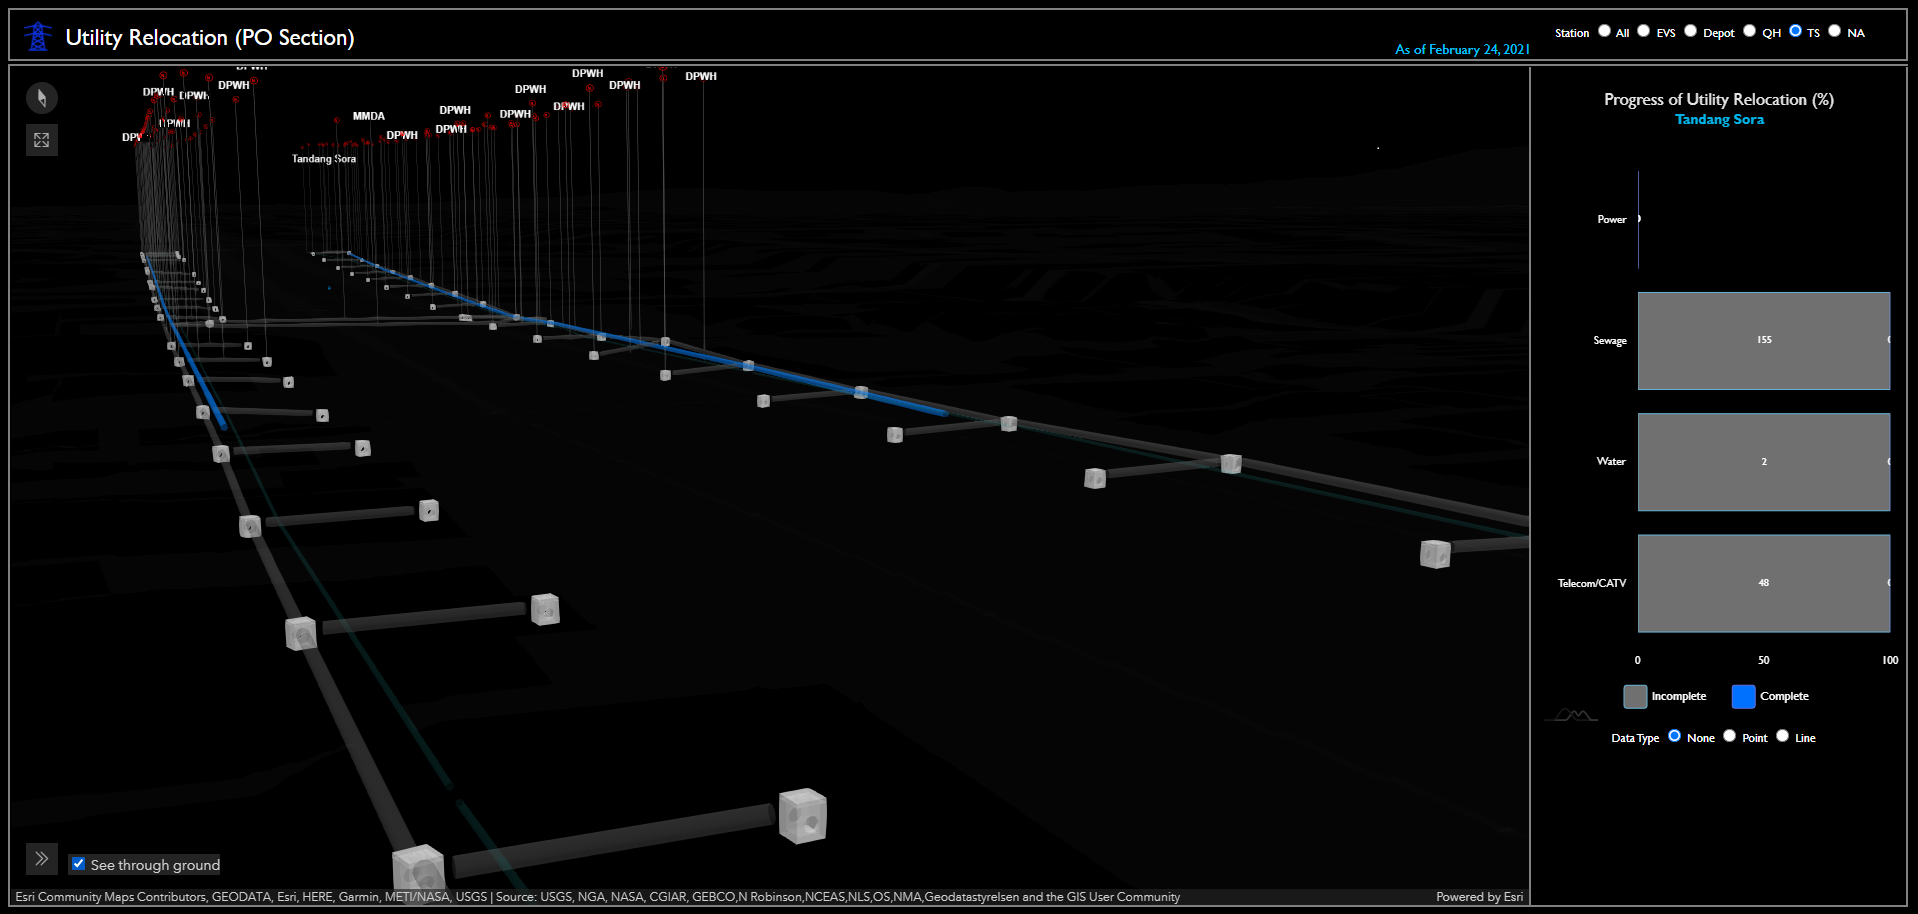 Utility Relocation (PO Section)
As of February 24, 2021
Station All EVS Depot QH TS NA
DPWH
DPWH
DPWH
DPWH
DPWH
DPWH
DPWH
DPWH
MMDA
DPWH
DPWH
DPWH
DPWH
DPWH
Tandang Sora
See through ground
Esri Community Maps Contributors, GEODATA, Esri, HERE, Garmin, METI/NASA, USGS | Source: USGS, NGA, NASA, CGIAR, GEBCO,N Robinson,NCEAS,NLS,OS,NMA,Geodatastyrelsen and the GIS User Community
Powered by Esri
Progress of Utility Relocation (%)
Tandang Sora
Power
Sewage 155
Water 2
Telecom/CATV 48
0 50 100
Incomplete Complete
Data Type None Point Line